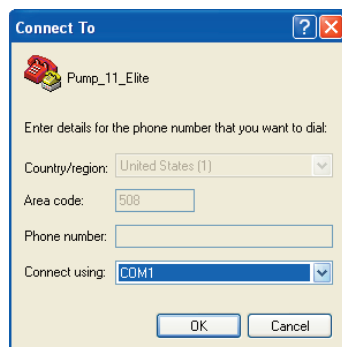 Connect To
Pump_11_Elite
Enter details for the phone number that you want to dial:
Country/region: United States (1)
Area code: 508
Phone number:
Connect using: COM1
OK Cancel